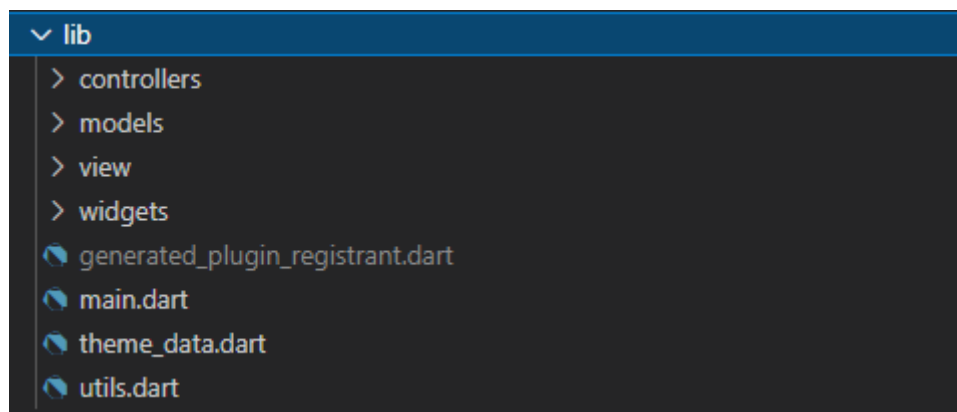 lib
controllers
models
view
widgets
generated_plugin_registrant.dart
main.dart
theme_data.dart
utils.dart